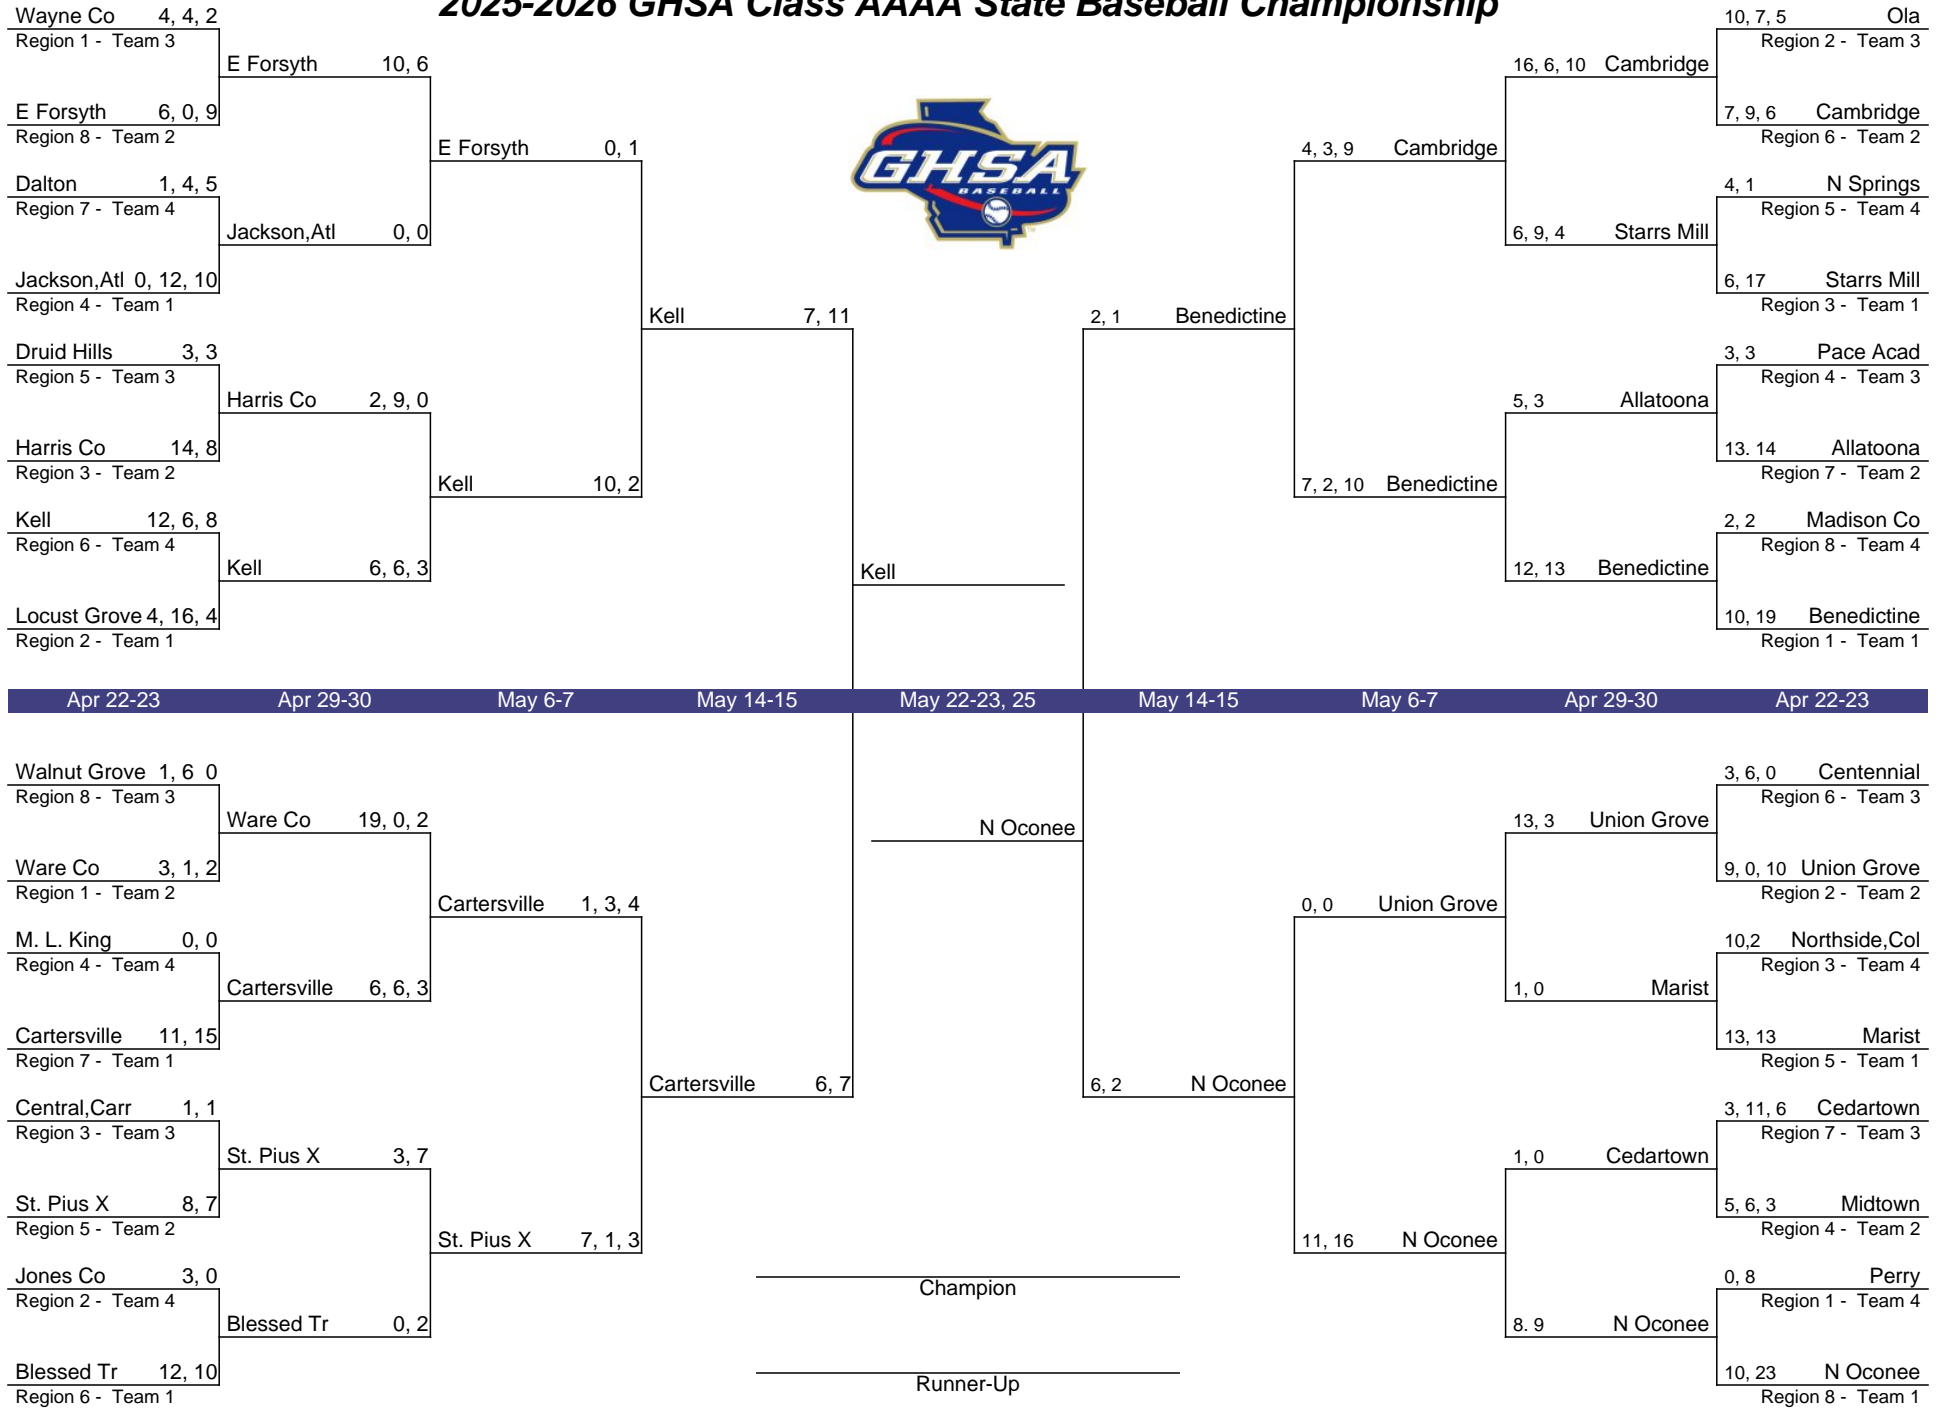 2025-2026 GHSA Class AAAA State Baseball Championship
Wayne Co 4, 4, 2
Region 1 - Team 3
E Forsyth 10, 6
E Forsyth 6, 0, 9
Region 8 - Team 2
E Forsyth 0, 1
Dalton 1, 4, 5
Region 7 - Team 4
Jackson,Atl 0, 0
Jackson,Atl 0, 12, 10
Region 4 - Team 1
Kell 7, 11
Druid Hills 3, 3
Region 5 - Team 3
Harris Co 2, 9, 0
Harris Co 14, 8
Region 3 - Team 2
Kell 10, 2
Kell 12, 6, 8
Region 6 - Team 4
Kell 6, 6, 3
Locust Grove 4, 16, 4
Region 2 - Team 1
Kell
GHSA
BASEBALL
10, 7, 5 Ola
Region 2 - Team 3
16, 6, 10 Cambridge
7, 9, 6 Cambridge
Region 6 - Team 2
4, 3, 9 Cambridge
4, 1 N Springs
Region 5 - Team 4
6, 9, 4 Starrs Mill
6, 17 Starrs Mill
Region 3 - Team 1
2, 1 Benedictine
3, 3 Pace Acad
Region 4 - Team 3
5, 3 Allatoona
13. 14 Allatoona
Region 7 - Team 2
7, 2, 10 Benedictine
2, 2 Madison Co
Region 8 - Team 4
12, 13 Benedictine
10, 19 Benedictine
Region 1 - Team 1
Apr 22-23 Apr 29-30 May 6-7 May 14-15 May 22-23, 25 May 14-15 May 6-7 Apr 29-30 Apr 22-23
Walnut Grove 1, 6 0
Region 8 - Team 3
Ware Co 19, 0, 2
Ware Co 3, 1, 2
Region 1 - Team 2
Cartersville 1, 3, 4
M. L. King 0, 0
Region 4 - Team 4
Cartersville 6, 6, 3
Cartersville 11, 15
Region 7 - Team 1
Cartersville 6, 7
Central,Carr 1, 1
Region 3 - Team 3
St. Pius X 3, 7
St. Pius X 8, 7
Region 5 - Team 2
St. Pius X 7, 1, 3
Jones Co 3, 0
Region 2 - Team 4
Blessed Tr 0, 2
Blessed Tr 12, 10
Region 6 - Team 1
N Oconee
Champion
Runner-Up
3, 6, 0 Centennial
Region 6 - Team 3
13, 3 Union Grove
9, 0, 10 Union Grove
Region 2 - Team 2
0, 0 Union Grove
10,2 Northside,Col
Region 3 - Team 4
1, 0 Marist
13, 13 Marist
Region 5 - Team 1
6, 2 N Oconee
3, 11, 6 Cedartown
Region 7 - Team 3
1, 0 Cedartown
5, 6, 3 Midtown
Region 4 - Team 2
11, 16 N Oconee
0, 8 Perry
Region 1 - Team 4
8. 9 N Oconee
10, 23 N Oconee
Region 8 - Team 1